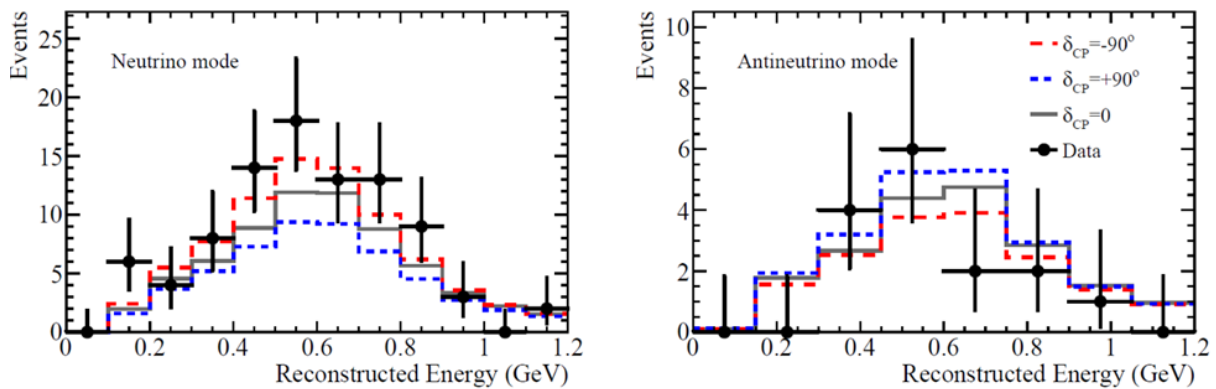 Events
25
20
15
10
5
0
Neutrino mode
0 0.2 0.4 0.6 0.8 1 1.2
Reconstructed Energy (GeV)
Events
10
8
6
4
2
0
Antineutrino mode
δCP=-90°
δCP=+90°
δCP=0
Data
0 0.2 0.4 0.6 0.8 1 1.2
Reconstructed Energy (GeV)